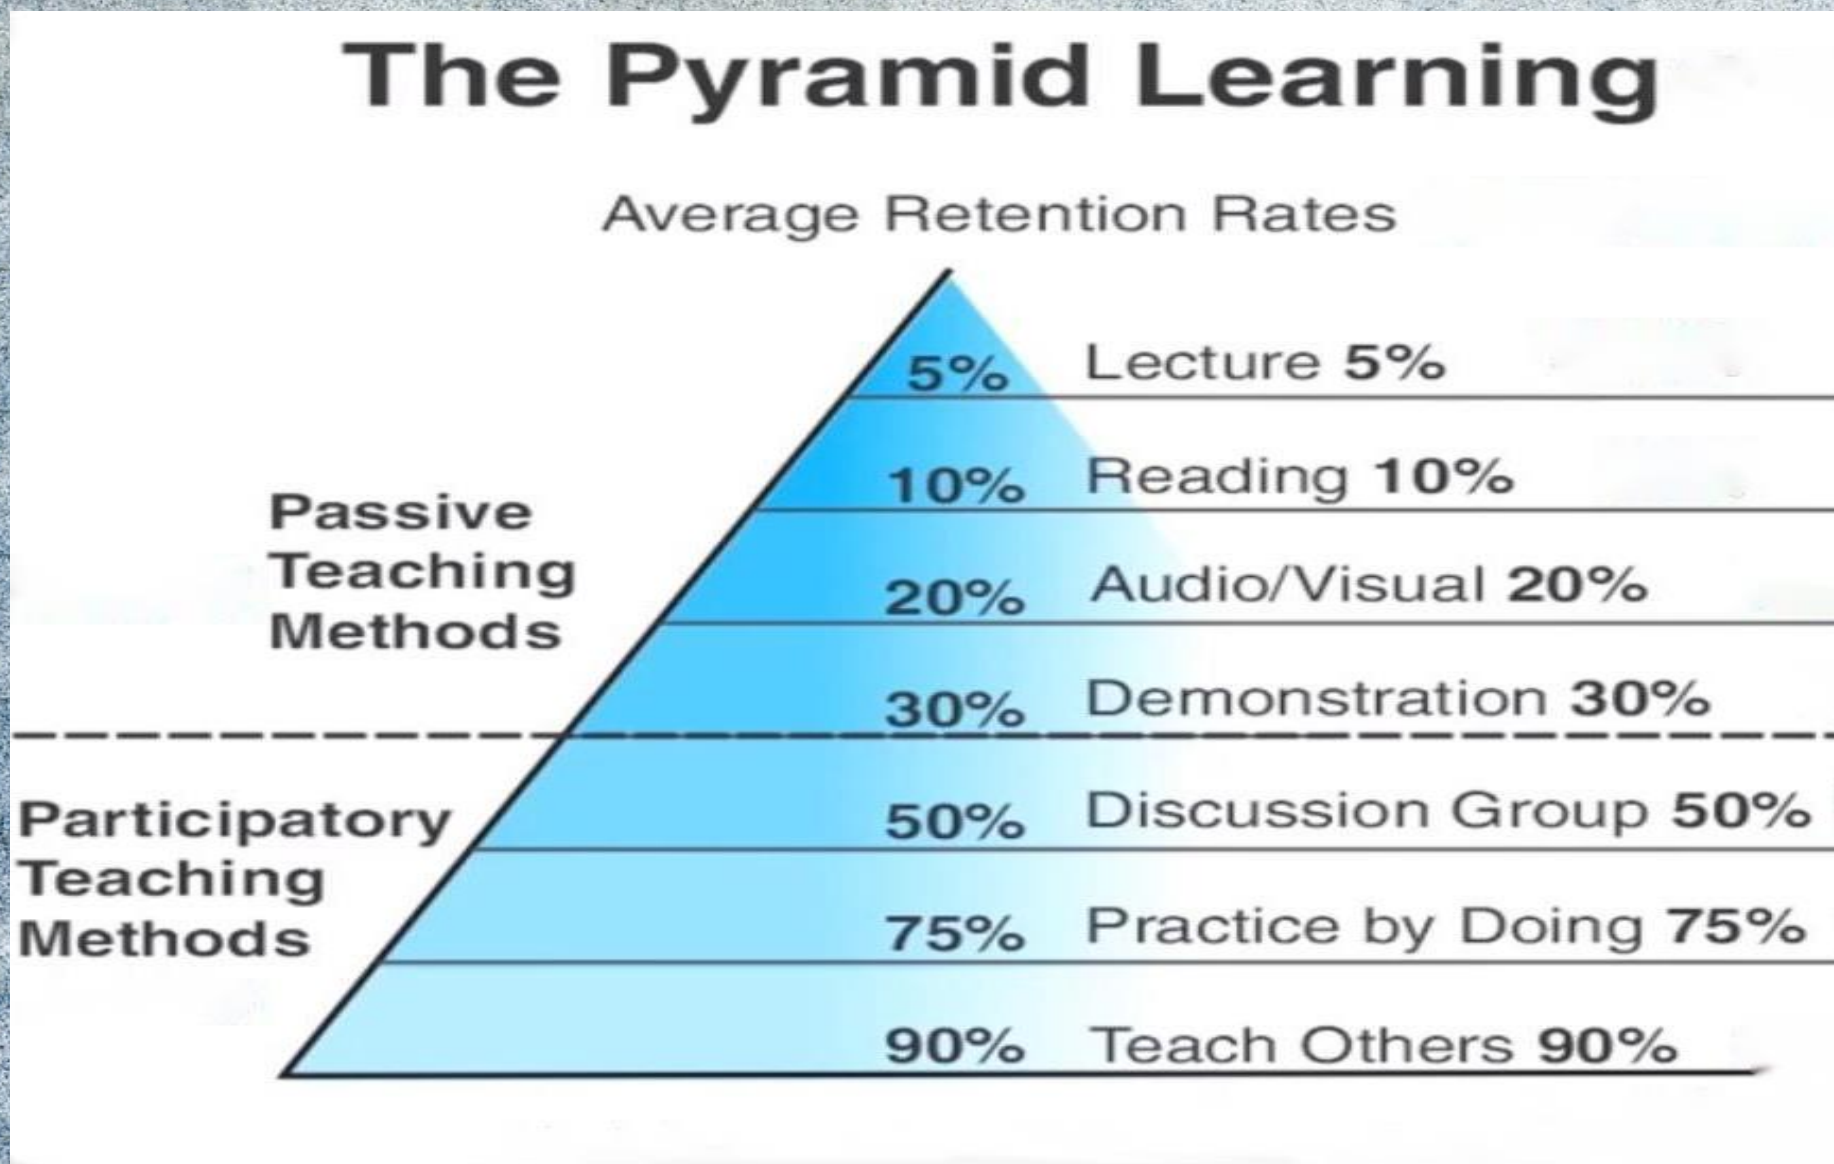 The Pyramid Learning
Average Retention Rates
5% Lecture 5%
10% Reading 10%
Passive
Teaching
Methods
20% Audio/Visual 20%
30% Demonstration 30%
Participatory
Teaching
Methods
50% Discussion Group 50%
75% Practice by Doing 75%
90% Teach Others 90%